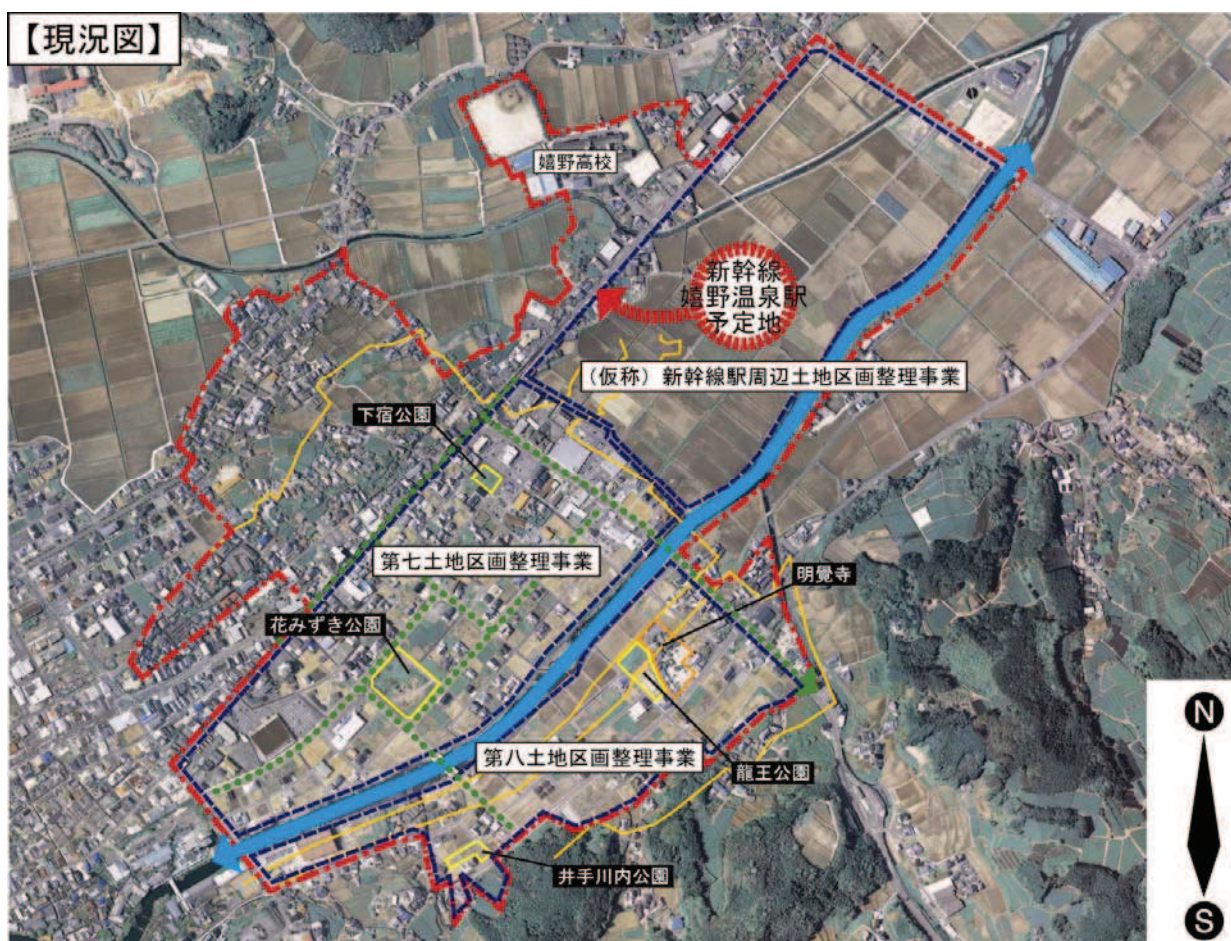 【現況図】
嬉野高校
新幹線
嬉野温泉駅
予定地
(仮称)新幹線駅周辺土地区画整理事業
下宿公園
第七土地区画整理事業
明覺寺
花みずき公園
第八土地区画整理事業
龍王公園
井手川内公園
N
S